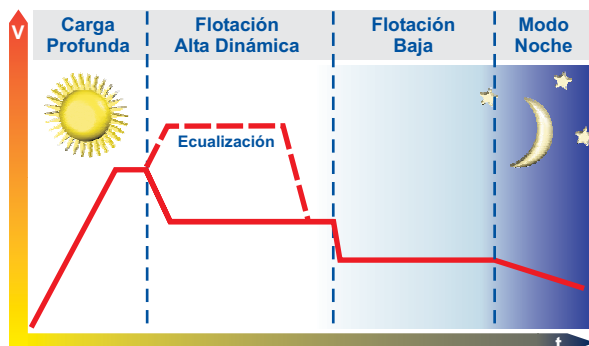 V
Carga
Profunda
Flotación
Alta Dinámica
Flotación
Baja
Modo
Noche
Ecualización
t